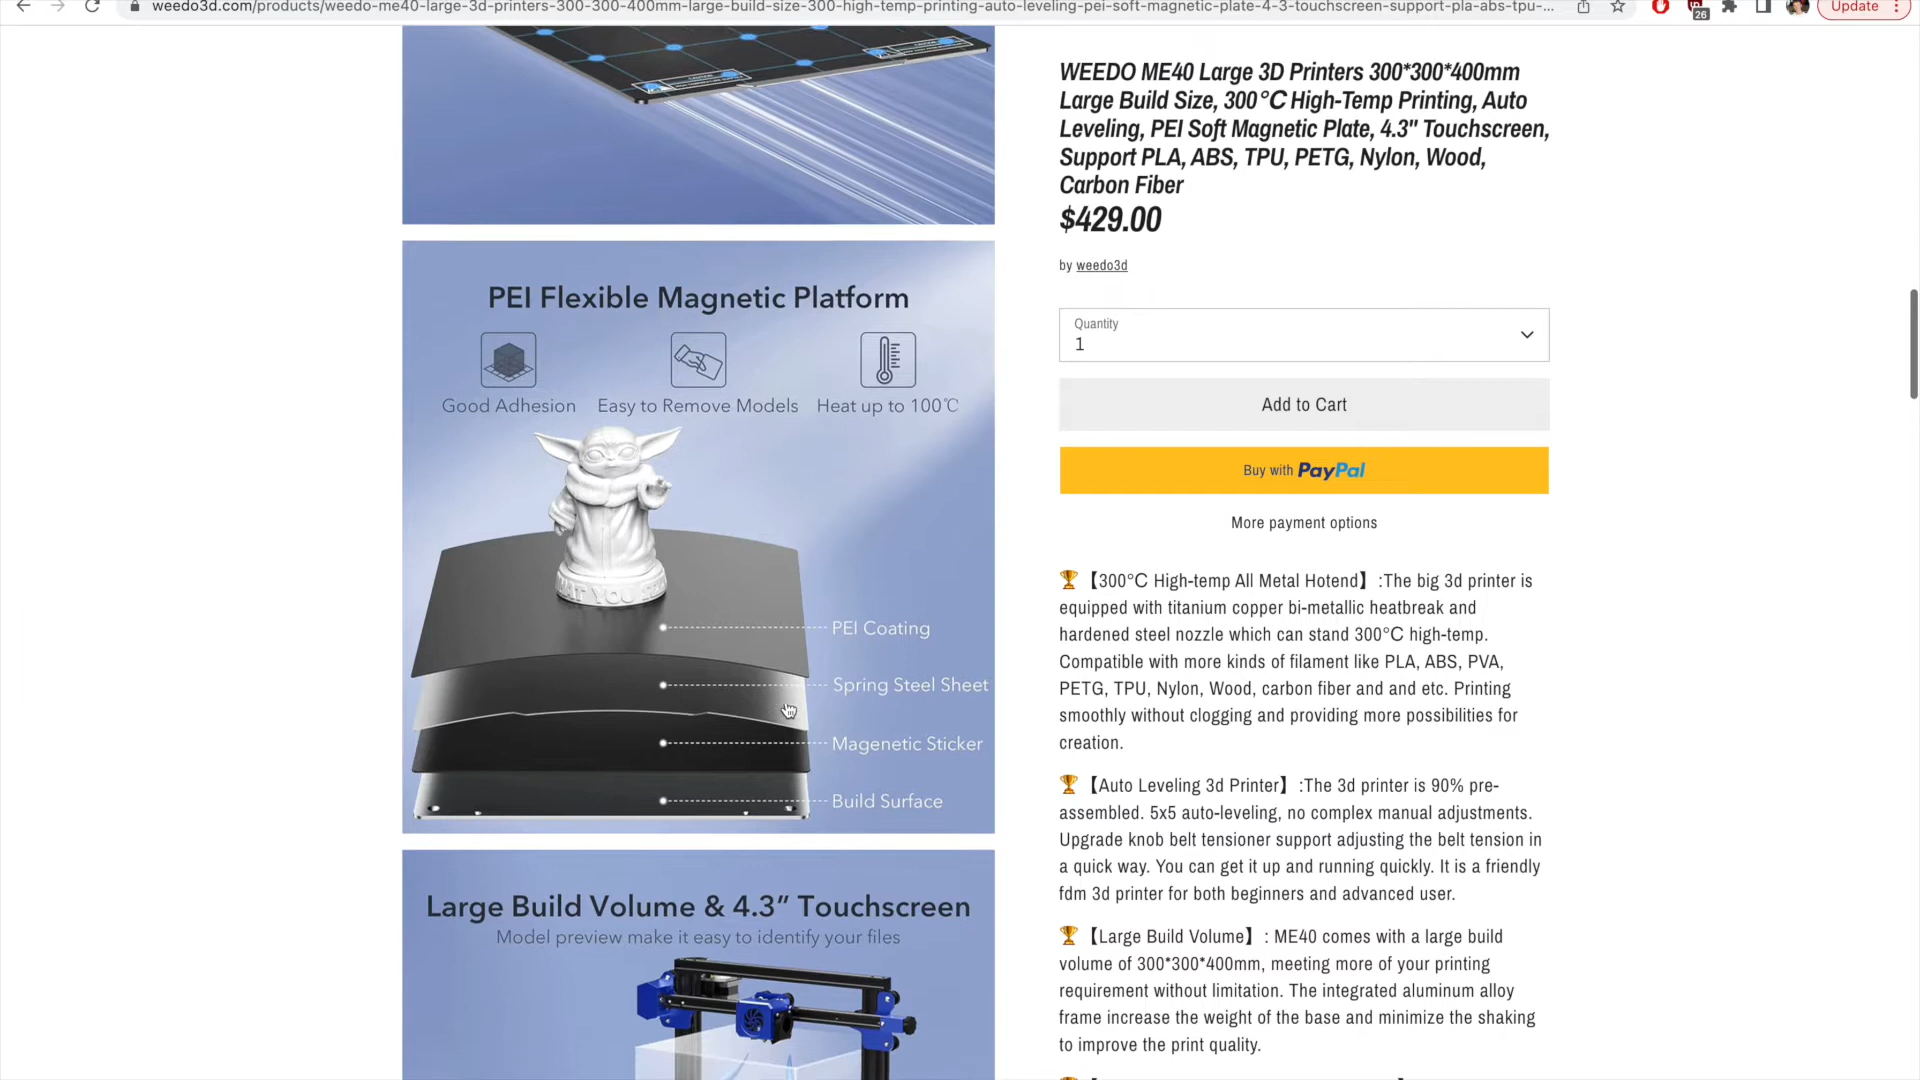 weedo3d.com/products/weedo-me40-large-3d-printers-300-300-400mm-large-build-size-300-high-temp-printing-auto-leveling-pei-soft-magnetic-plate-4-3-touchscreen-support-pla-abs-tpu-...
26
Update
WEEDO ME40 Large 3D Printers 300*300*400mm
Large Build Size, 300℃ High-Temp Printing, Auto
Leveling, PEI Soft Magnetic Plate, 4.3" Touchscreen,
Support PLA, ABS, TPU, PETG, Nylon, Wood,
Carbon Fiber
$429.00
by weedo3d
Quantity
1
Add to Cart
Buy with PayPal
More payment options
🏆【300℃ High-temp All Metal Hotend】:The big 3d printer is
equipped with titanium copper bi-metallic heatbreak and
hardened steel nozzle which can stand 300℃ high-temp.
Compatible with more kinds of filament like PLA, ABS, PVA,
PETG, TPU, Nylon, Wood, carbon fiber and and etc. Printing
smoothly without clogging and providing more possibilities for
creation.
🏆【Auto Leveling 3d Printer】:The 3d printer is 90% pre-
assembled. 5x5 auto-leveling, no complex manual adjustments.
Upgrade knob belt tensioner support adjusting the belt tension in
a quick way. You can get it up and running quickly. It is a friendly
fdm 3d printer for both beginners and advanced user.
🏆【Large Build Volume】: ME40 comes with a large build
volume of 300*300*400mm, meeting more of your printing
requirement without limitation. The integrated aluminum alloy
frame increase the weight of the base and minimize the shaking
to improve the print quality.
PEI Flexible Magnetic Platform
Good Adhesion
Easy to Remove Models
Heat up to 100℃
PEI Coating
Spring Steel Sheet
Magenetic Sticker
Build Surface
Large Build Volume & 4.3” Touchscreen
Model preview make it easy to identify your files